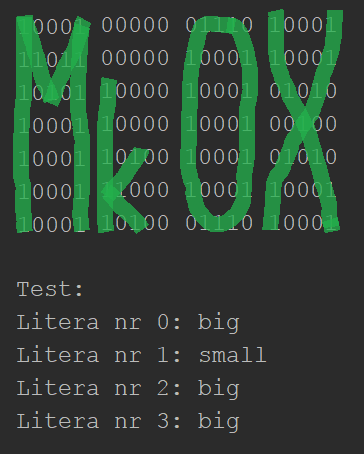 MkOX
10001 00000 01110 10001
11011 00000 10001 10001
10101 10000 10001 01010
10001 10000 10001 00100
10001 10100 10001 01010
10001 11000 10001 10001
10001 10100 01110 10001
Test:
Litera nr 0: big
Litera nr 1: small
Litera nr 2: big
Litera nr 3: big